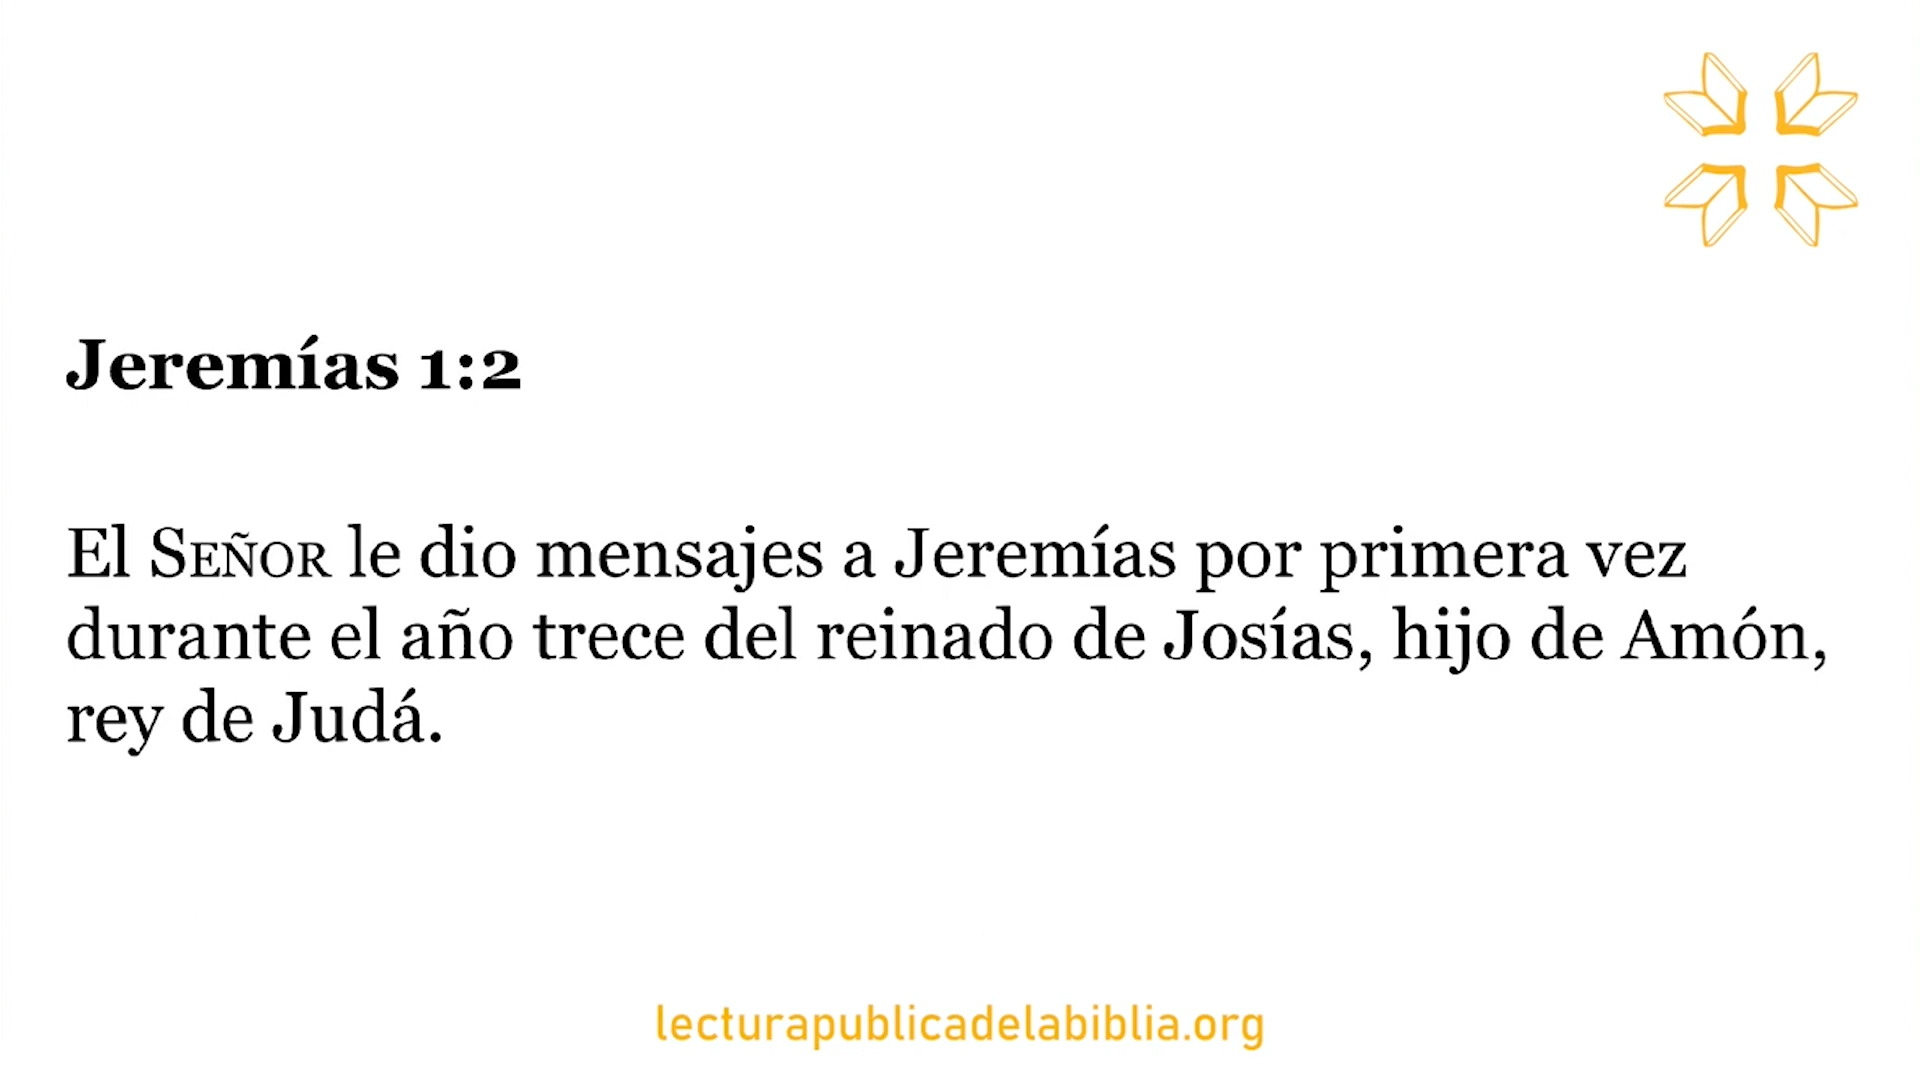 Jeremías 1:2
El SEÑOR le dio mensajes a Jeremías por primera vez
durante el año trece del reinado de Josías, hijo de Amón,
rey de Judá.
lecturapublicadelabiblia.org